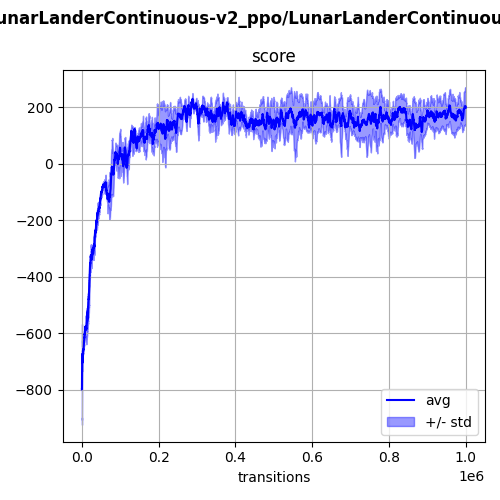 unarLanderContinuous-v2_ppo/LunarLanderContinuou
score
200
0
−200
−400
−600
−800
0.0 0.2 0.4 0.6 0.8 1.0
1e6
transitions
avg
+/- std